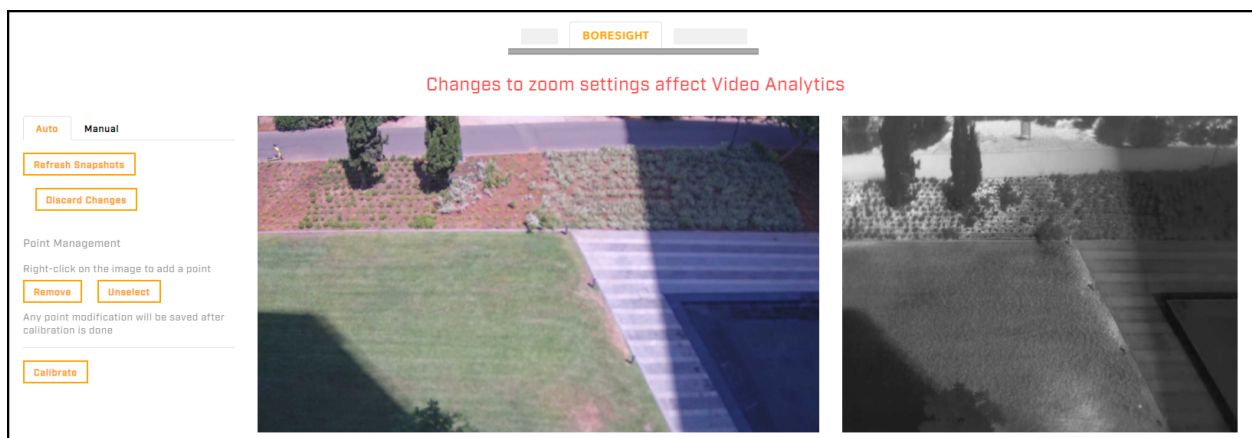 BORESIGHT
Changes to zoom settings affect Video Analytics
Auto Manual
Refresh Snapshots
Discard Changes
Point Management
Right-click on the image to add a point
Remove Unselect
Any point modification will be saved after
calibration is done
Calibrate